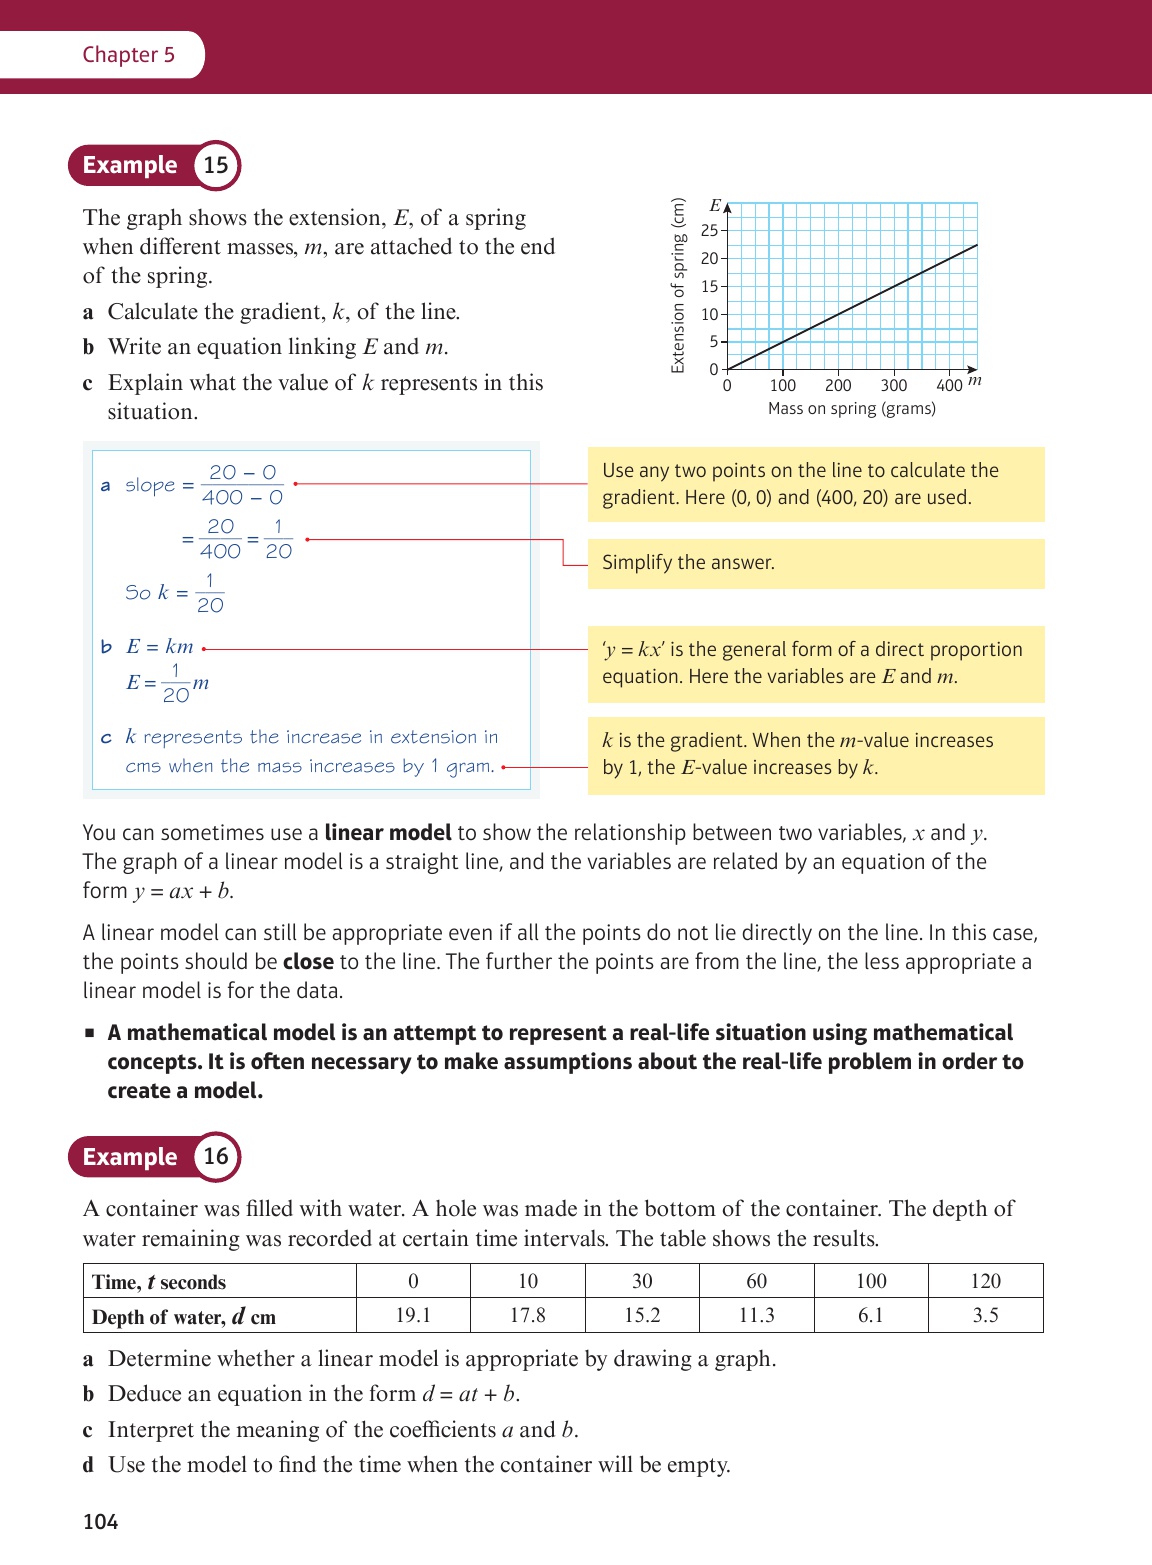 Chapter 5
Example 15
The graph shows the extension, E, of a spring
when different masses, m, are attached to the end
of the spring.
a Calculate the gradient, k, of the line.
b Write an equation linking E and m.
c Explain what the value of k represents in this
situation.
Extension of spring (cm)
E
25
20
15
10
5
0
0 100 200 300 400 m
Mass on spring (grams)
a slope = (20 − 0)/(400 − 0)
= 20/400 = 1/20
So k = 1/20
b E = km
E = 1/20 m
c k represents the increase in extension in
cms when the mass increases by 1 gram.
Use any two points on the line to calculate the
gradient. Here (0, 0) and (400, 20) are used.
Simplify the answer.
‘y = kx’ is the general form of a direct proportion
equation. Here the variables are E and m.
k is the gradient. When the m-value increases
by 1, the E-value increases by k.
You can sometimes use a linear model to show the relationship between two variables, x and y.
The graph of a linear model is a straight line, and the variables are related by an equation of the
form y = ax + b.
A linear model can still be appropriate even if all the points do not lie directly on the line. In this case,
the points should be close to the line. The further the points are from the line, the less appropriate a
linear model is for the data.
▪ A mathematical model is an attempt to represent a real-life situation using mathematical
concepts. It is often necessary to make assumptions about the real-life problem in order to
create a model.
Example 16
A container was filled with water. A hole was made in the bottom of the container. The depth of
water remaining was recorded at certain time intervals. The table shows the results.
Time, t seconds 0 10 30 60 100 120
Depth of water, d cm 19.1 17.8 15.2 11.3 6.1 3.5
a Determine whether a linear model is appropriate by drawing a graph.
b Deduce an equation in the form d = at + b.
c Interpret the meaning of the coefficients a and b.
d Use the model to find the time when the container will be empty.
104